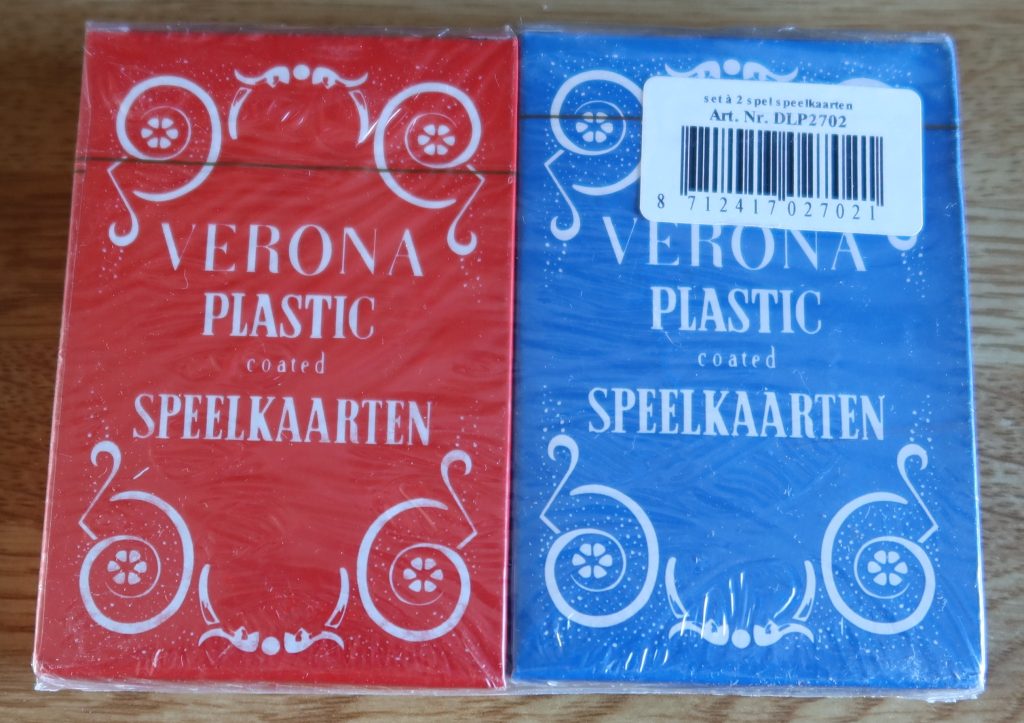 VERONA
PLASTIC
coated
SPEELKAARTEN
set à 2 spel speelkaarten
Art. Nr. DLP2702
8 712417 027021
VERONA
PLASTIC
coated
SPEELKAARTEN